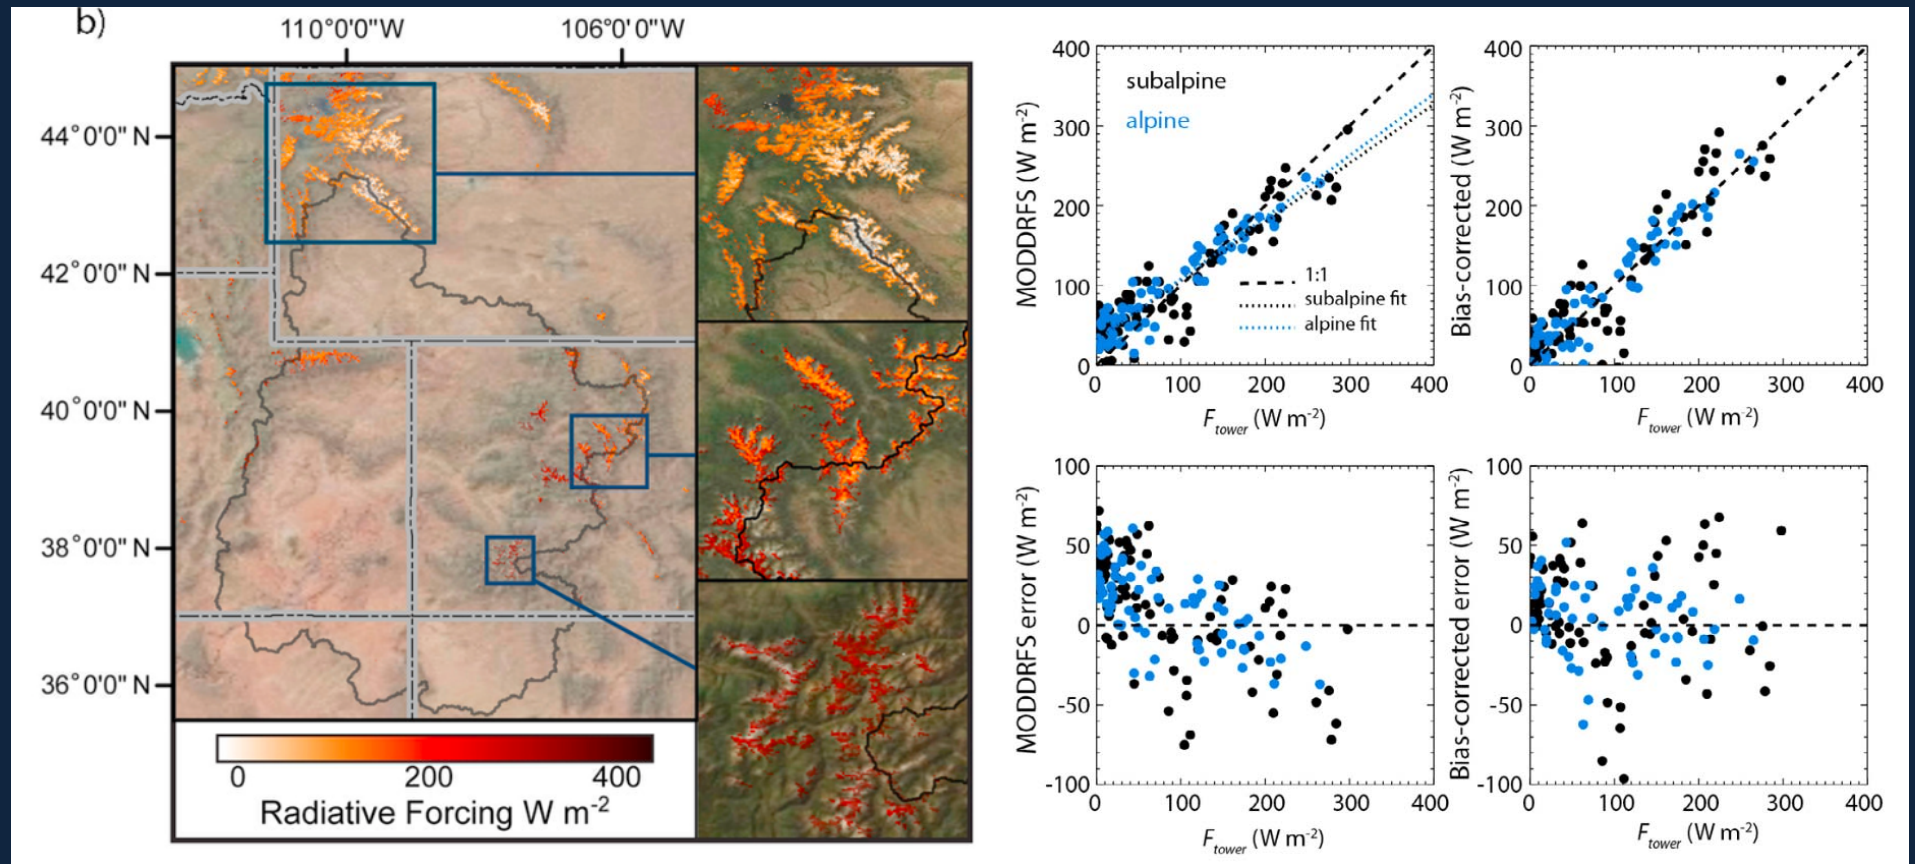 b)
110°0'0"W
106°0'0"W
44°0'0" N
42°0'0" N
40°0'0" N
38°0'0" N
36°0'0" N
0
200
400
Radiative Forcing W m-2
400
300
200
100
0
MODDRFS (W m-2)
subalpine
alpine
1:1
subalpine fit
alpine fit
0
100
200
300
400
Ftower (W m-2)
400
300
200
100
0
Bias-corrected (W m-2)
0
100
200
300
400
Ftower (W m-2)
100
50
0
-50
-100
MODDRFS error (W m-2)
0
100
200
300
400
Ftower (W m-2)
100
50
0
-50
-100
Bias-corrected error (W m-2)
0
100
200
300
400
Ftower (W m-2)